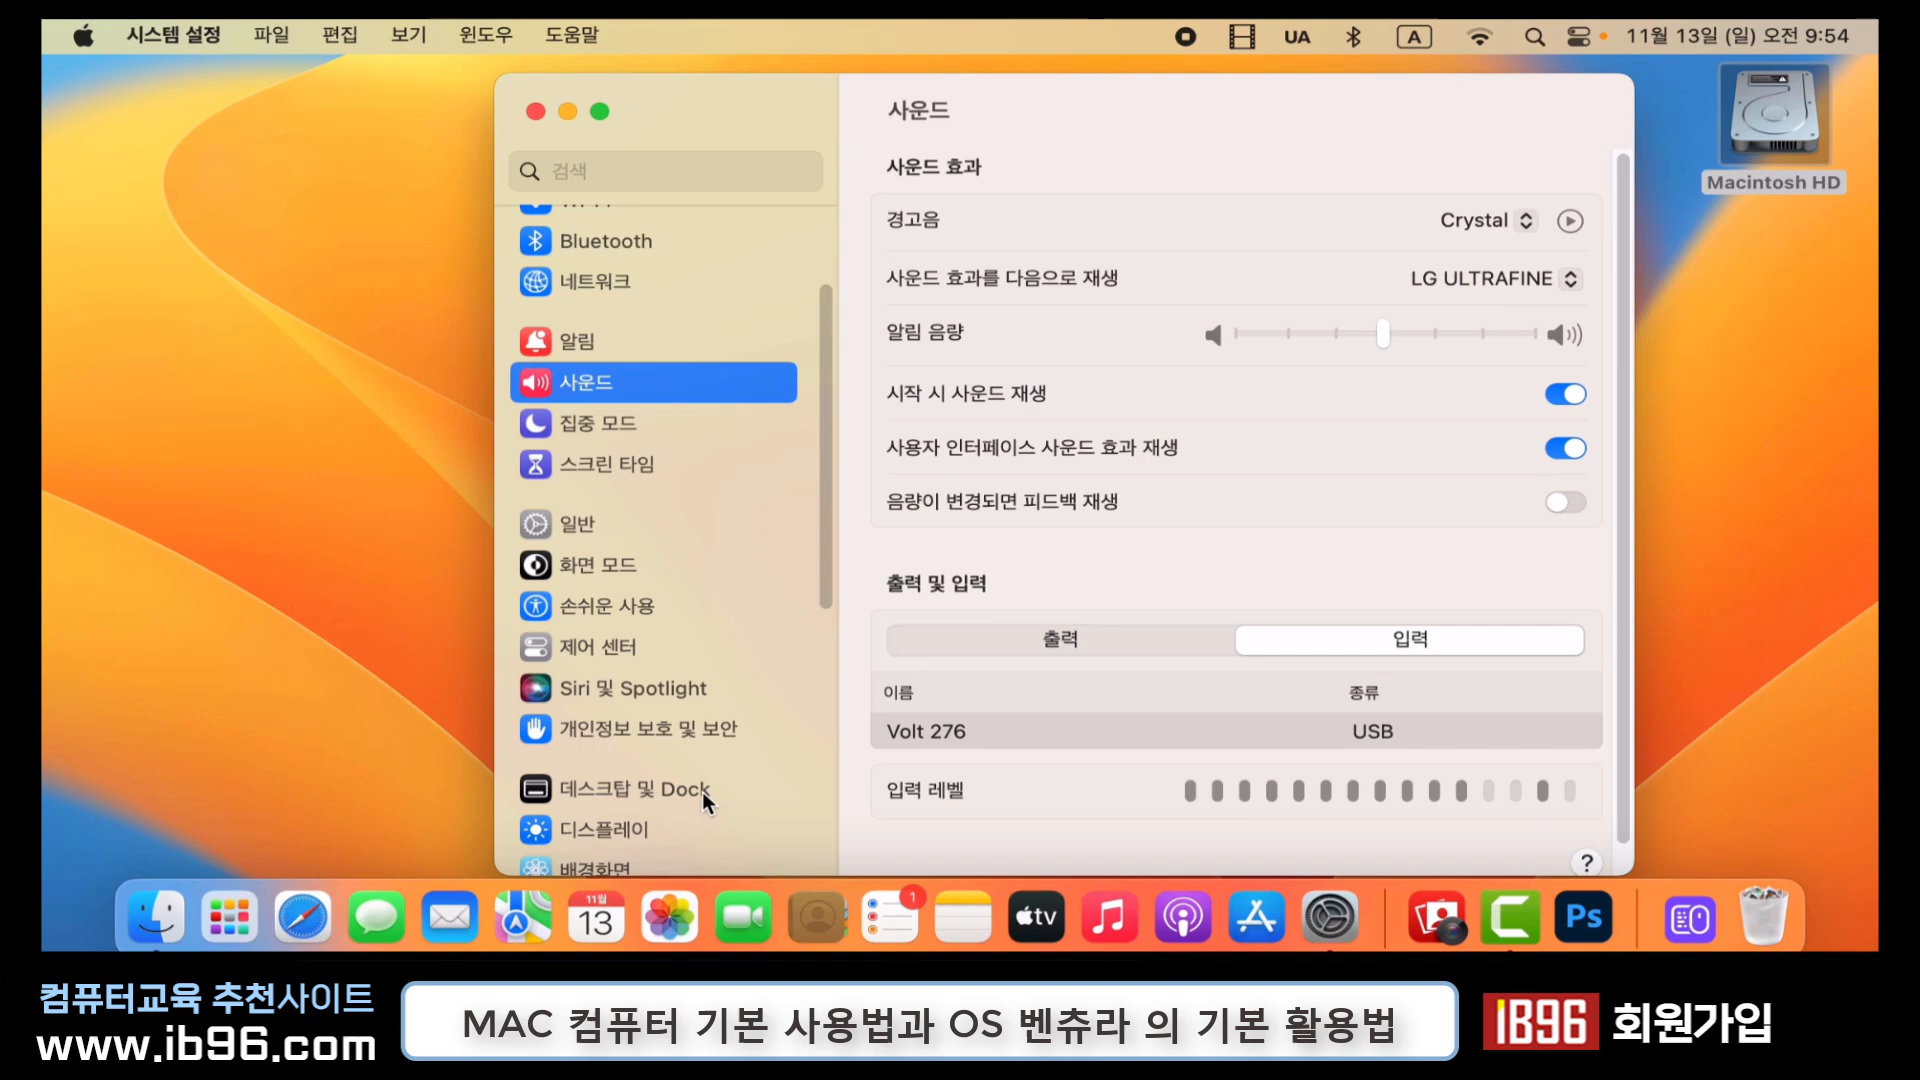 시스템 설정 파일 편집 보기 윈도우 도움말 UA A 11월 13일 (일) 오전 9:54
Macintosh HD
검색
Bluetooth
네트워크
알림
사운드
집중 모드
스크린 타임
일반
화면 모드
손쉬운 사용
제어 센터
Siri 및 Spotlight
개인정보 보호 및 보안
데스크탑 및 Dock
디스플레이
배경화면
사운드
사운드 효과
경고음 Crystal
사운드 효과를 다음으로 재생 LG ULTRAFINE
알림 음량
시작 시 사운드 재생
사용자 인터페이스 사운드 효과 재생
음량이 변경되면 피드백 재생
출력 및 입력
출력 입력
이름 종류
Volt 276 USB
입력 레벨
?
11월
13
1
tv
Ps
컴퓨터교육 추천사이트
www.ib96.com
MAC 컴퓨터 기본 사용법과 OS 벤츄라 의 기본 활용법
IB96 회원가입